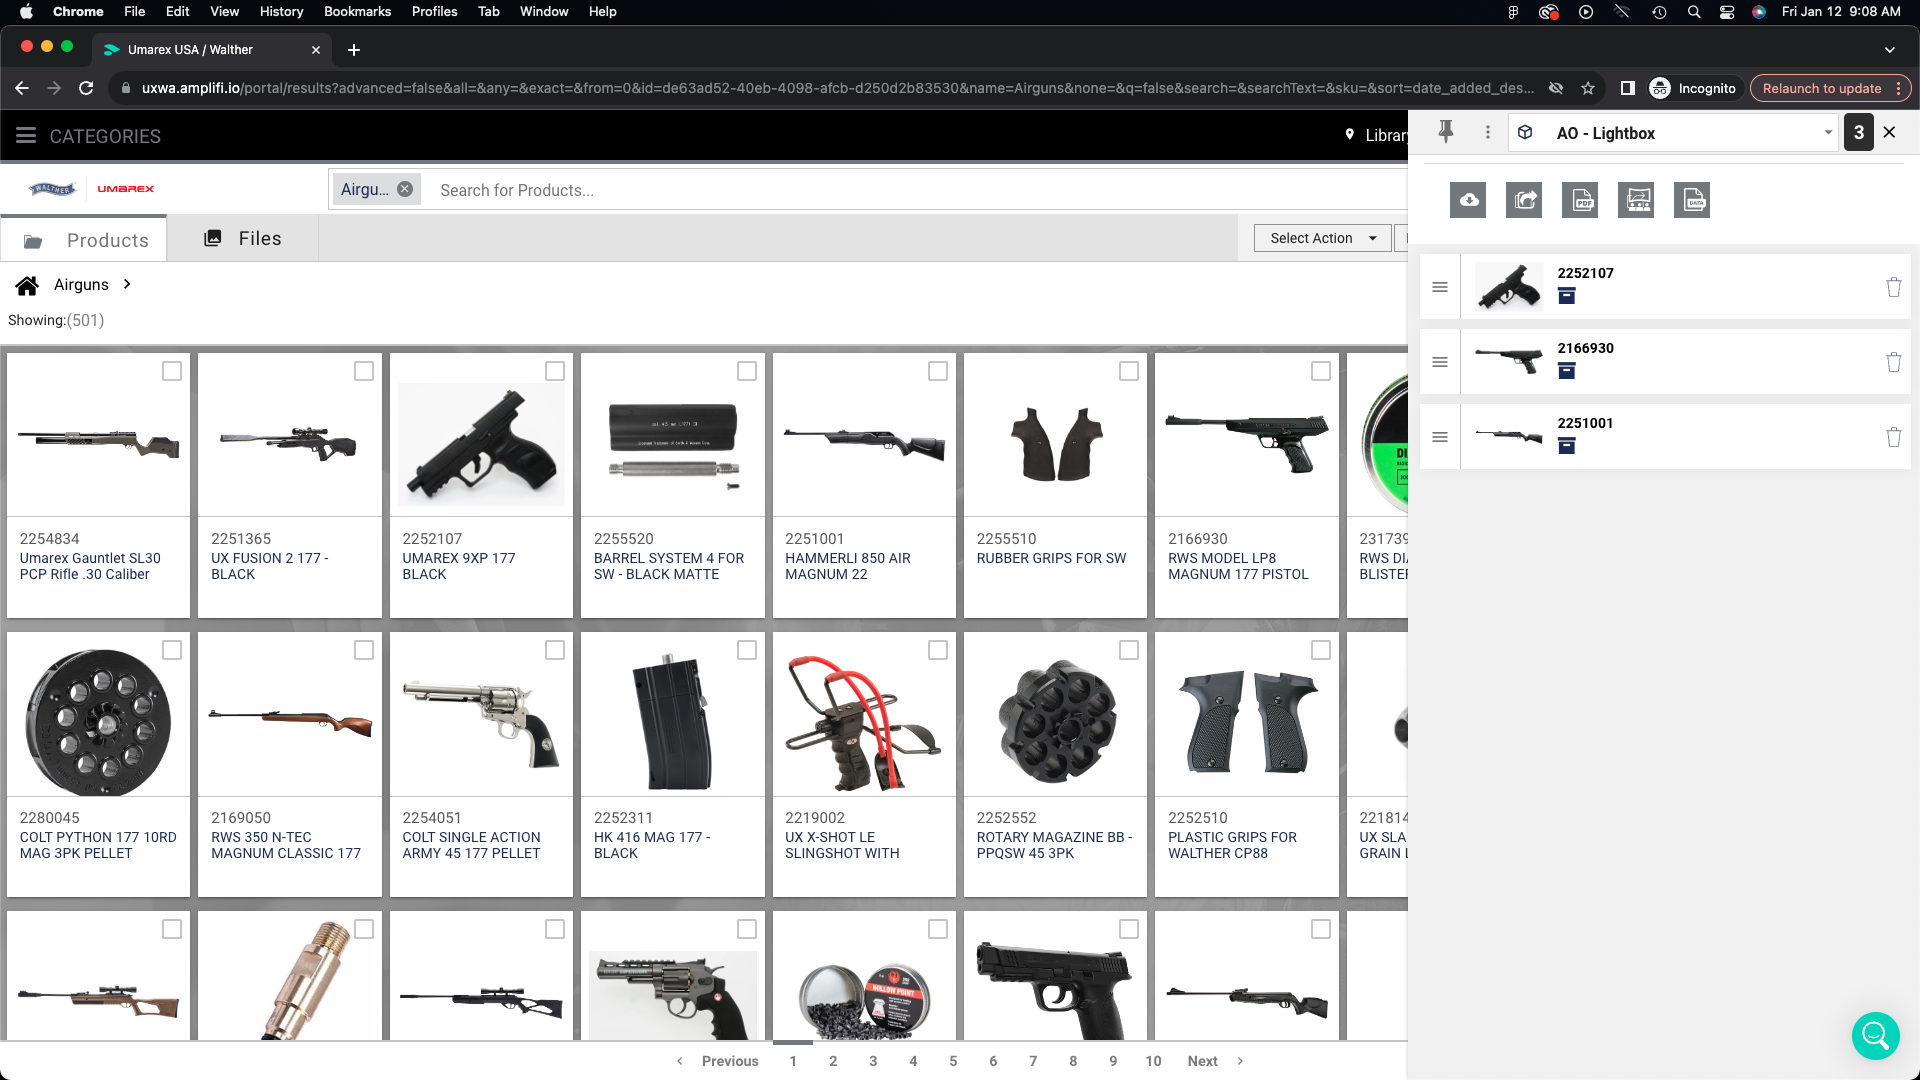 Chrome File Edit View History Bookmarks Profiles Tab Window Help
Fri Jan 12 9:08 AM
Umarex USA / Walther
uxwa.amplifi.io/portal/results?advanced=false&all=&any=&exact=&from=0&id=de63ad52-40eb-4098-afcb-d250d2b83530&name=Airguns&none=&q=false&search=&searchText=&sku=&sort=date_added_des...
Incognito
Relaunch to update
CATEGORIES
Library
AO - Lightbox
3
WALTHER
UMAREX
Airgu...
Search for Products...
PDF
DATA
Products
Files
Select Action
Airguns
Showing:(501)
2252107
2166930
2251001
2254834
Umarex Gauntlet SL30
PCP Rifle .30 Caliber
2251365
UX FUSION 2 177 -
BLACK
2252107
UMAREX 9XP 177
BLACK
2255520
BARREL SYSTEM 4 FOR
SW - BLACK MATTE
2251001
HAMMERLI 850 AIR
MAGNUM 22
2255510
RUBBER GRIPS FOR SW
2166930
RWS MODEL LP8
MAGNUM 177 PISTOL
231739
RWS DI
BLISTER
2280045
COLT PYTHON 177 10RD
MAG 3PK PELLET
2169050
RWS 350 N-TEC
MAGNUM CLASSIC 177
2254051
COLT SINGLE ACTION
ARMY 45 177 PELLET
2252311
HK 416 MAG 177 -
BLACK
2219002
UX X-SHOT LE
SLINGSHOT WITH
2252552
ROTARY MAGAZINE BB -
PPQSW 45 3PK
2252510
PLASTIC GRIPS FOR
WALTHER CP88
221814
UX SLA
GRAIN L
HOLLOW POINT
Previous 1 2 3 4 5 6 7 8 9 10 Next